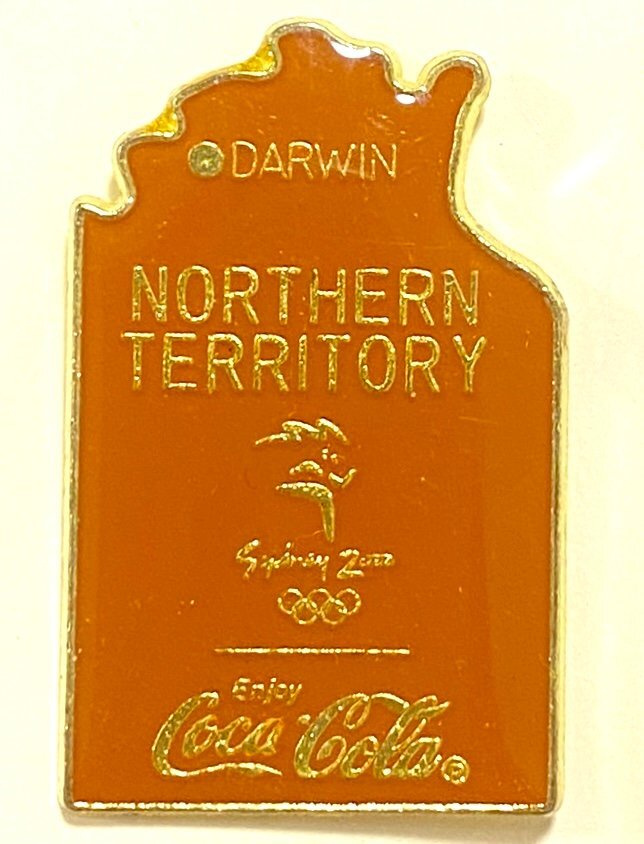 DARWIN
NORTHERN
TERRITORY
Sydney 2000
Enjoy
Coca-Cola®